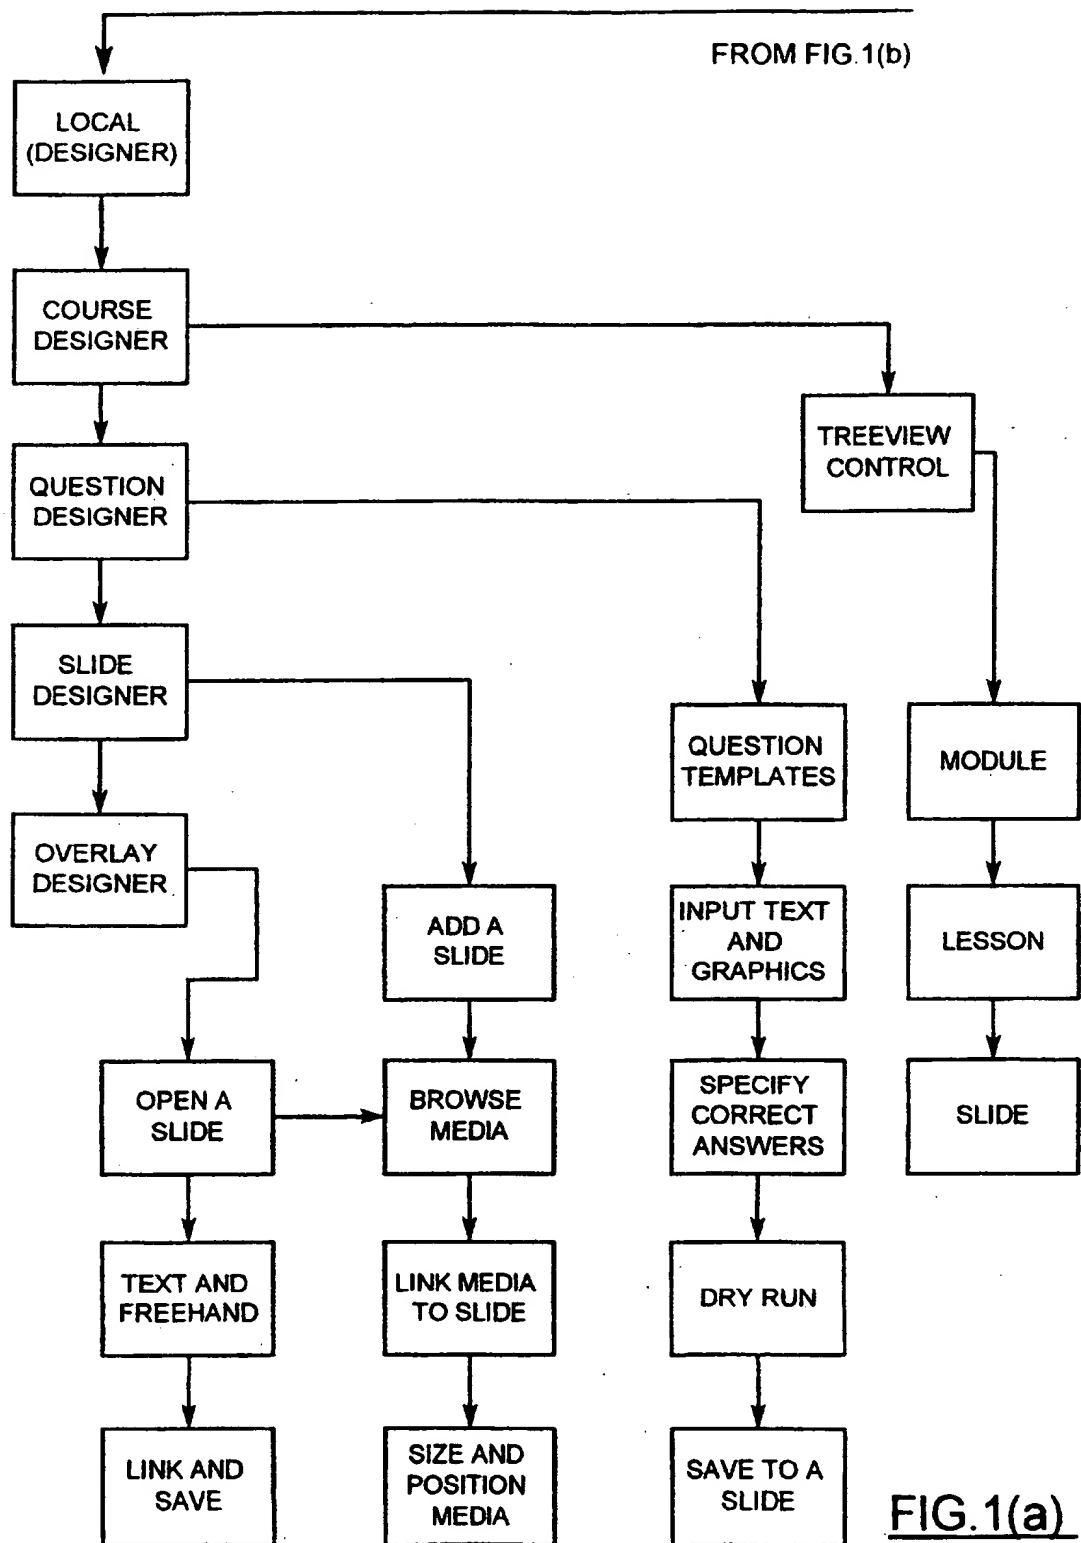 FROM FIG.1(b)
LOCAL
(DESIGNER)
COURSE
DESIGNER
TREEVIEW
CONTROL
QUESTION
DESIGNER
SLIDE
DESIGNER
QUESTION
TEMPLATES
MODULE
OVERLAY
DESIGNER
ADD A
SLIDE
INPUT TEXT
AND
GRAPHICS
LESSON
OPEN A
SLIDE
BROWSE
MEDIA
SPECIFY
CORRECT
ANSWERS
SLIDE
TEXT AND
FREEHAND
LINK MEDIA
TO SLIDE
DRY RUN
LINK AND
SAVE
SIZE AND
POSITION
MEDIA
SAVE TO A
SLIDE
FIG.1(a)